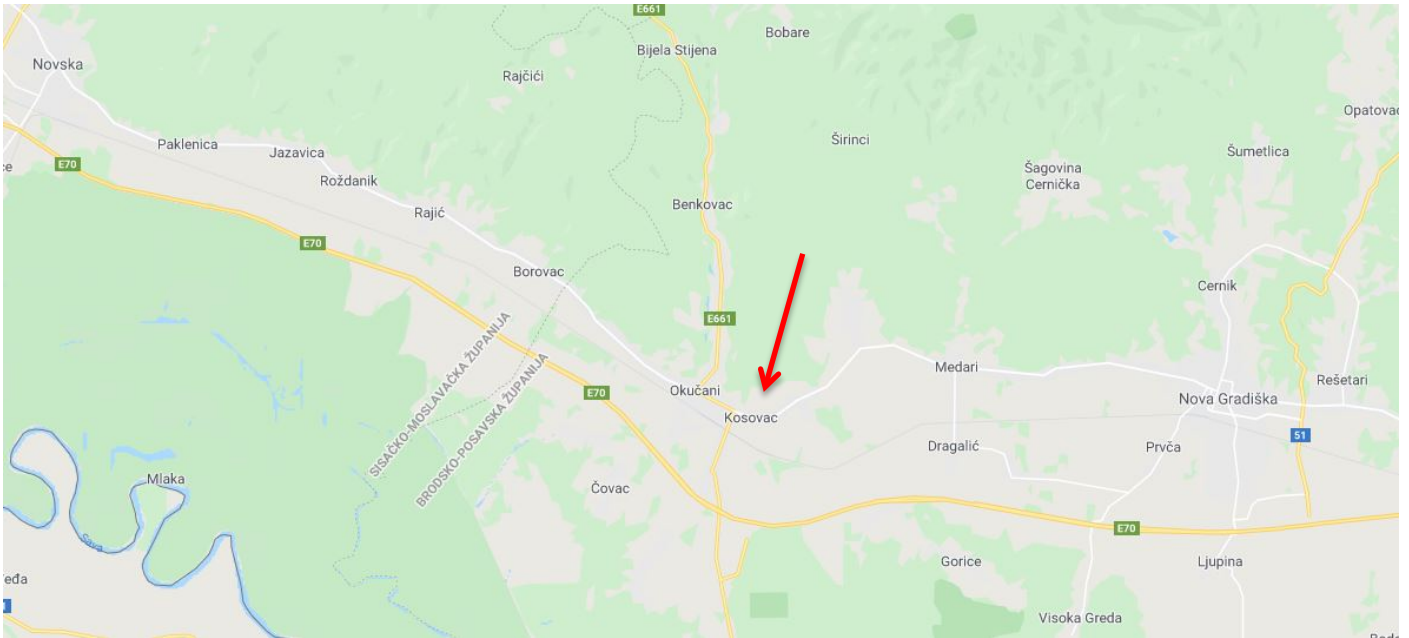 E661
Bobare
Bijela Stijena
Novska
Rajčići
Opatovac
Širinci
Paklenica
Jazavica
Šumetlica
E70
Šagovina
Cernička
Roždanik
Benkovac
Rajić
E70
Borovac
Cernik
E661
SISAČKO-MOSLAVAČKA ŽUPANIJA
BRODSKO-POSAVSKA ŽUPANIJA
Medari
Rešetari
Okučani
E70
Nova Gradiška
Kosovac
51
Dragalić
Prvča
Mlaka
Čovac
E70
Sava
Gorice
Ljupina
eđa
Visoka Greda